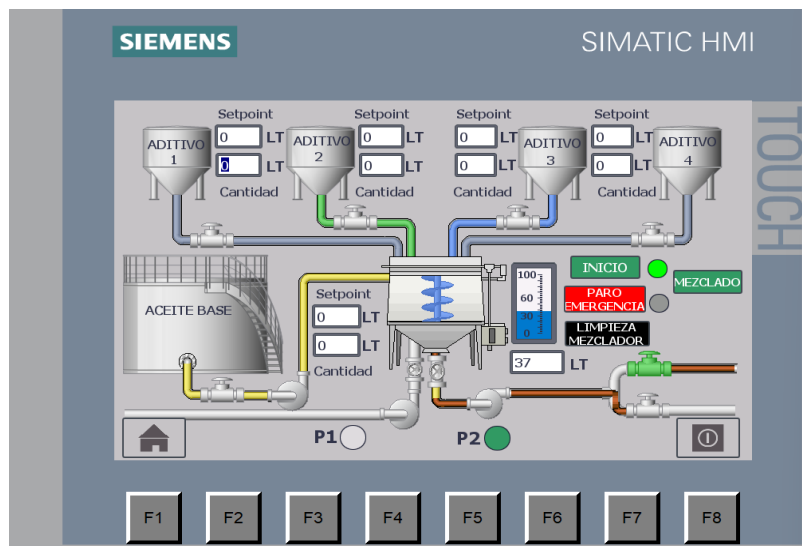 SIEMENS
SIMATIC HMI
TOUCH
Setpoint
Setpoint
Setpoint
Setpoint
ADITIVO
1
0 LT
0 LT
Cantidad
ADITIVO
2
0 LT
0 LT
Cantidad
0 LT
0 LT
Cantidad
ADITIVO
3
0 LT
0 LT
Cantidad
ADITIVO
4
ACEITE BASE
Setpoint
0 LT
0 LT
Cantidad
100
60
30
0
37 LT
INICIO
MEZCLADO
PARO
EMERGENCIA
LIMPIEZA
MEZCLADOR
P1
P2
F1
F2
F3
F4
F5
F6
F7
F8